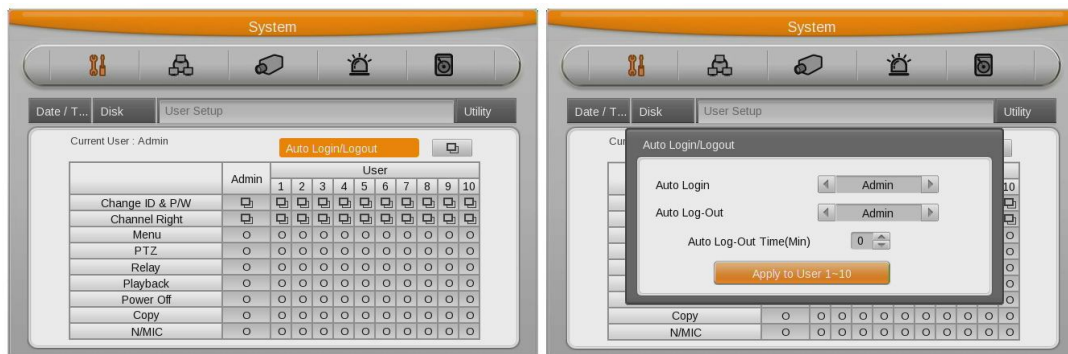 System
Date / T... Disk User Setup Utility
Current User : Admin Auto Login/Logout
Admin User
1 2 3 4 5 6 7 8 9 10
Change ID & P/W
Channel Right
Menu O O O O O O O O O O O
PTZ O O O O O O O O O O O
Relay O O O O O O O O O O O
Playback O O O O O O O O O O O
Power Off O O O O O O O O O O O
Copy O O O O O O O O O O O
N/MIC O O O O O O O O O O O
System
Date / T... Disk User Setup Utility
Cur
Auto Login/Logout
10
Auto Login Admin
Auto Log-Out Admin
Auto Log-Out Time(Min) 0
Apply to User 1~10
O
O
O
O
O
Copy O O O O O O O O O O O
N/MIC O O O O O O O O O O O